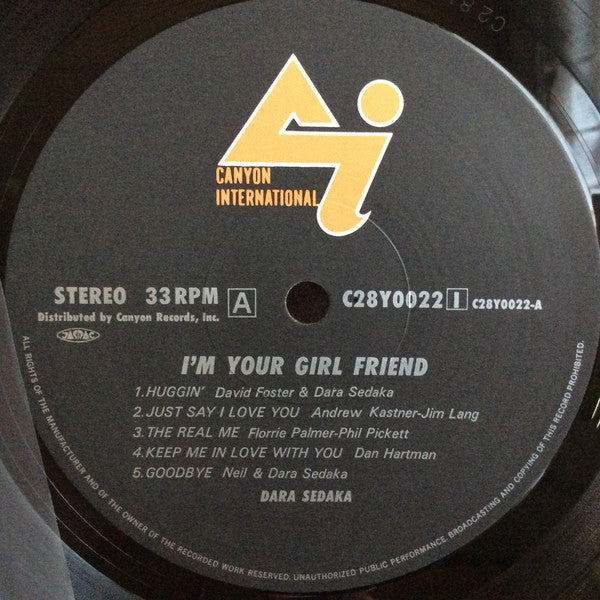 CANYON
INTERNATIONAL
STEREO 33 RPM A C28Y0022 I C28Y0022-A
Distributed by Canyon Records, Inc.
JASRAC
I'M YOUR GIRL FRIEND
1.HUGGIN' David Foster & Dara Sedaka
2.JUST SAY I LOVE YOU Andrew Kastner-Jim Lang
3.THE REAL ME Florrie Palmer-Phil Pickett
4.KEEP ME IN LOVE WITH YOU Dan Hartman
5.GOODBYE Neil & Dara Sedaka
DARA SEDAKA
ALL RIGHTS OF THE MANUFACTURER AND OF THE OWNER OF THE RECORDED WORK RESERVED. UNAUTHORIZED PUBLIC PERFORMANCE, BROADCASTING AND COPYING OF THIS RECORD PROHIBITED.